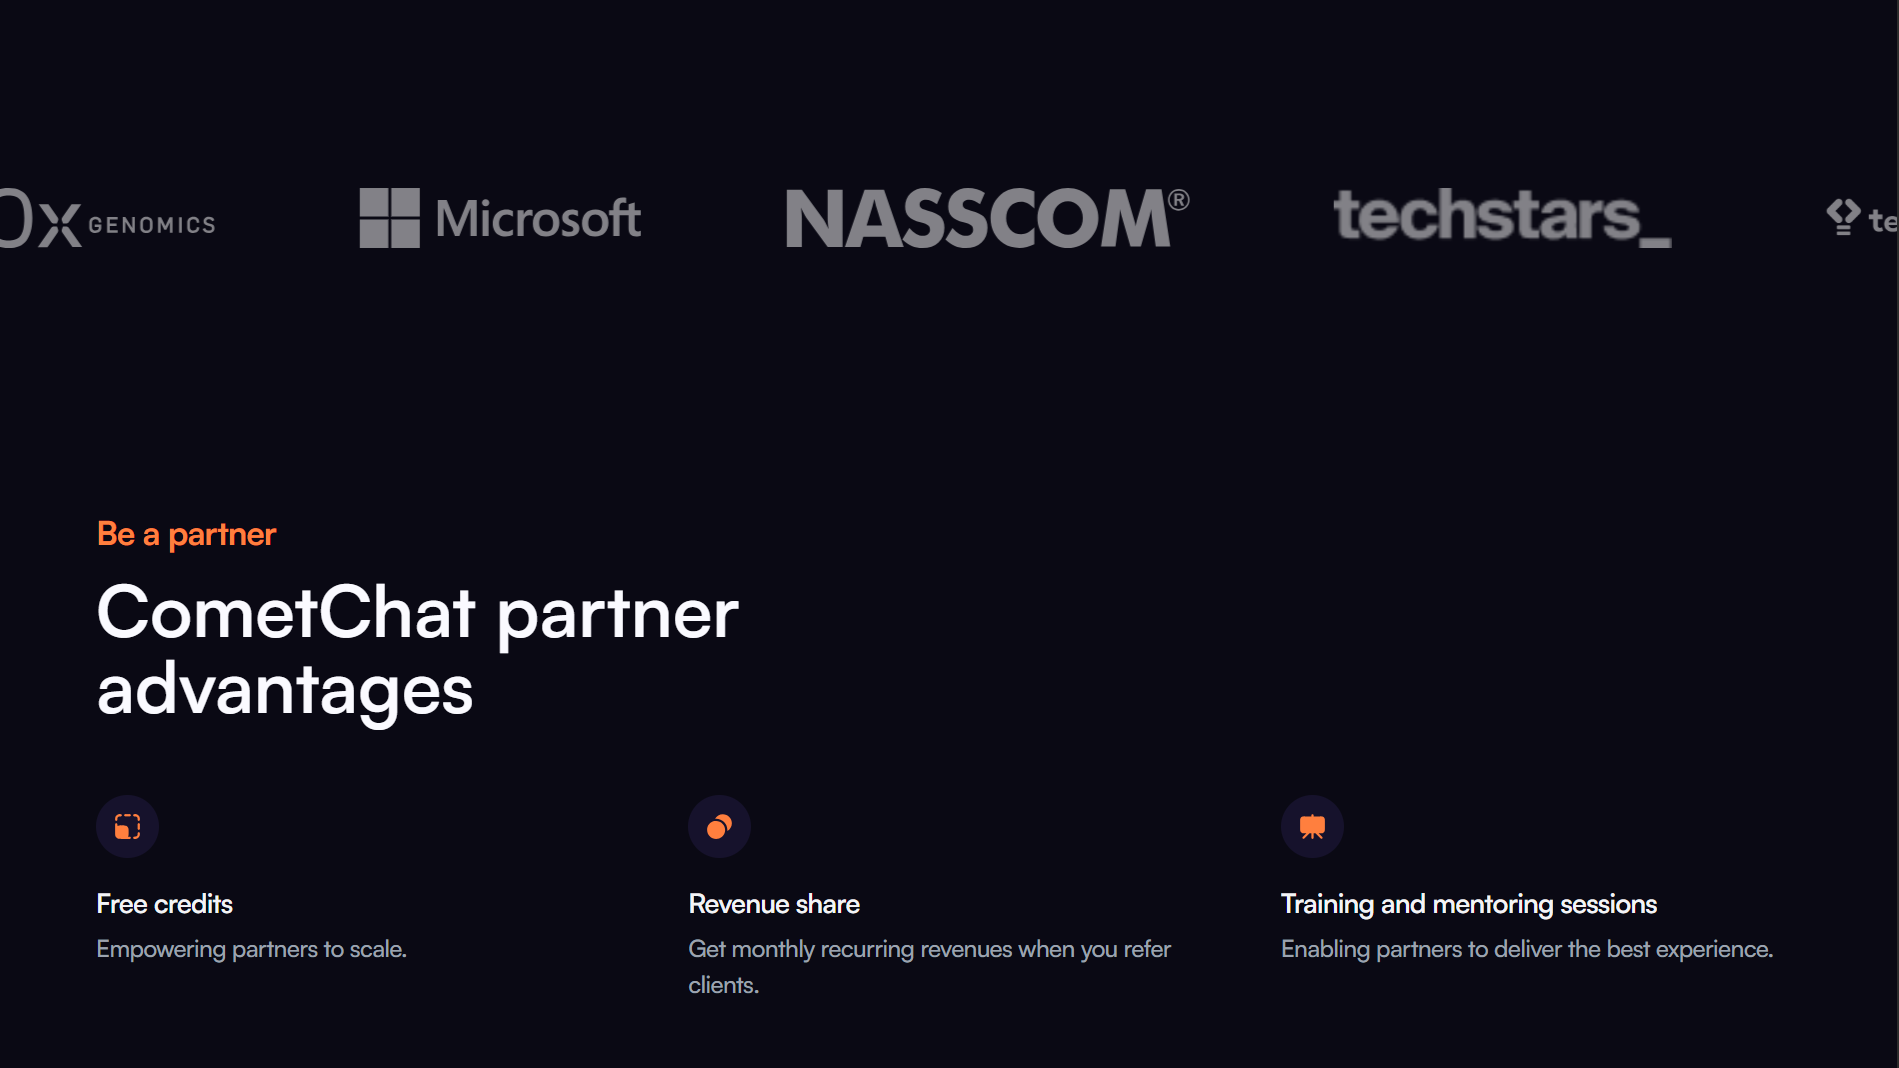 0x GENOMICS
Microsoft
NASSCOM®
techstars_
te
Be a partner
CometChat partner
advantages
Free credits
Empowering partners to scale.
Revenue share
Get monthly recurring revenues when you refer
clients.
Training and mentoring sessions
Enabling partners to deliver the best experience.